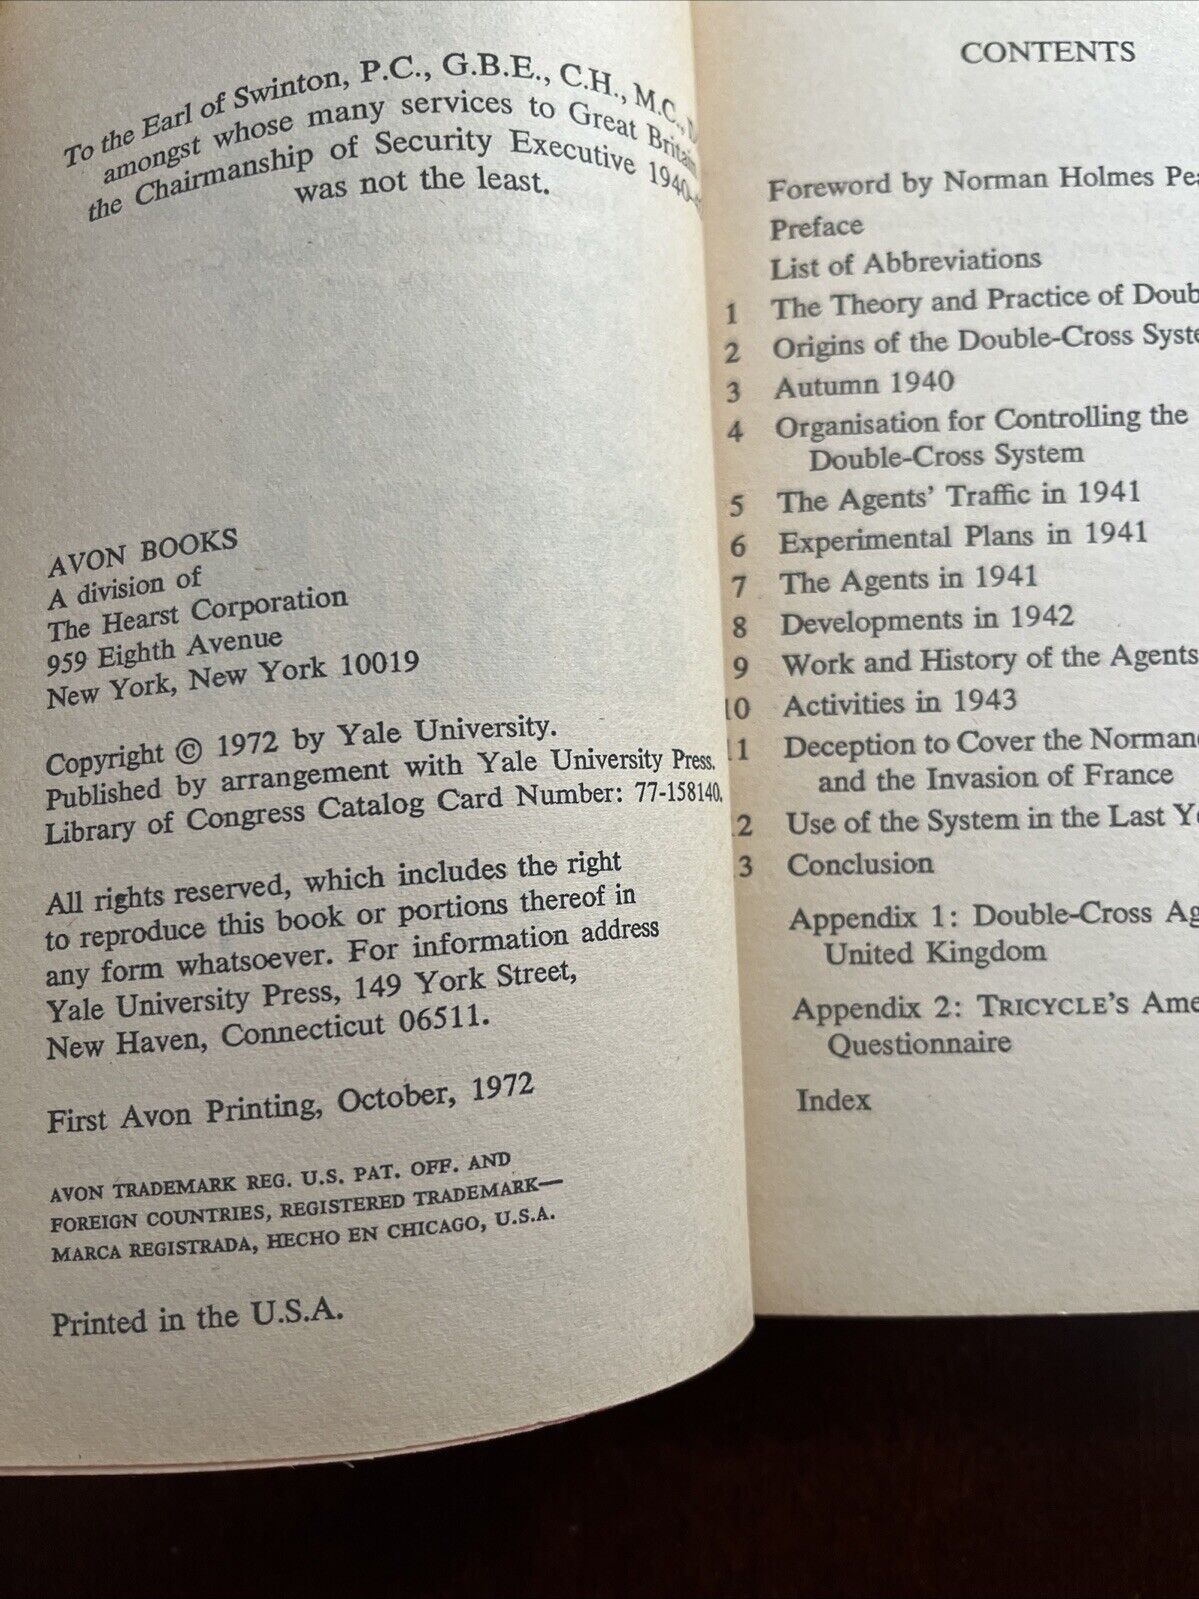 To the Earl of Swinton, P.C., G.B.E., C.H., M.C.,
amongst whose many services to Great Britain
the Chairmanship of Security Executive
was not the least.
AVON BOOKS
A division of
The Hearst Corporation
959 Eighth Avenue
New York, New York 10019
Copyright © 1972 by Yale University.
Published by arrangement with Yale University Press.
Library of Congress Catalog Card Number: 77-158140.
All rights reserved, which includes the right
to reproduce this book or portions thereof in
any form whatsoever. For information address
Yale University Press, 149 York Street,
New Haven, Connecticut 06511.
First Avon Printing, October, 1972
AVON TRADEMARK REG. U.S. PAT. OFF. AND
FOREIGN COUNTRIES, REGISTERED TRADEMARK—
MARCA REGISTRADA, HECHO EN CHICAGO, U.S.A.
Printed in the U.S.A.
CONTENTS
Foreword by Norman Holmes
Preface
List of Abbreviations
1 The Theory and Practice of
2 Origins of the Double-Cross
3 Autumn 1940
4 Organisation for Controlling the
Double-Cross System
5 The Agents' Traffic in 1941
6 Experimental Plans in 1941
7 The Agents in 1941
8 Developments in 1942
9 Work and History of the Agents
10 Activities in 1943
11 Deception to Cover the
and the Invasion of France
2 Use of the System in the Last
3 Conclusion
Appendix 1: Double-Cross
United Kingdom
Appendix 2: TRICYCLE'S
Questionnaire
Index